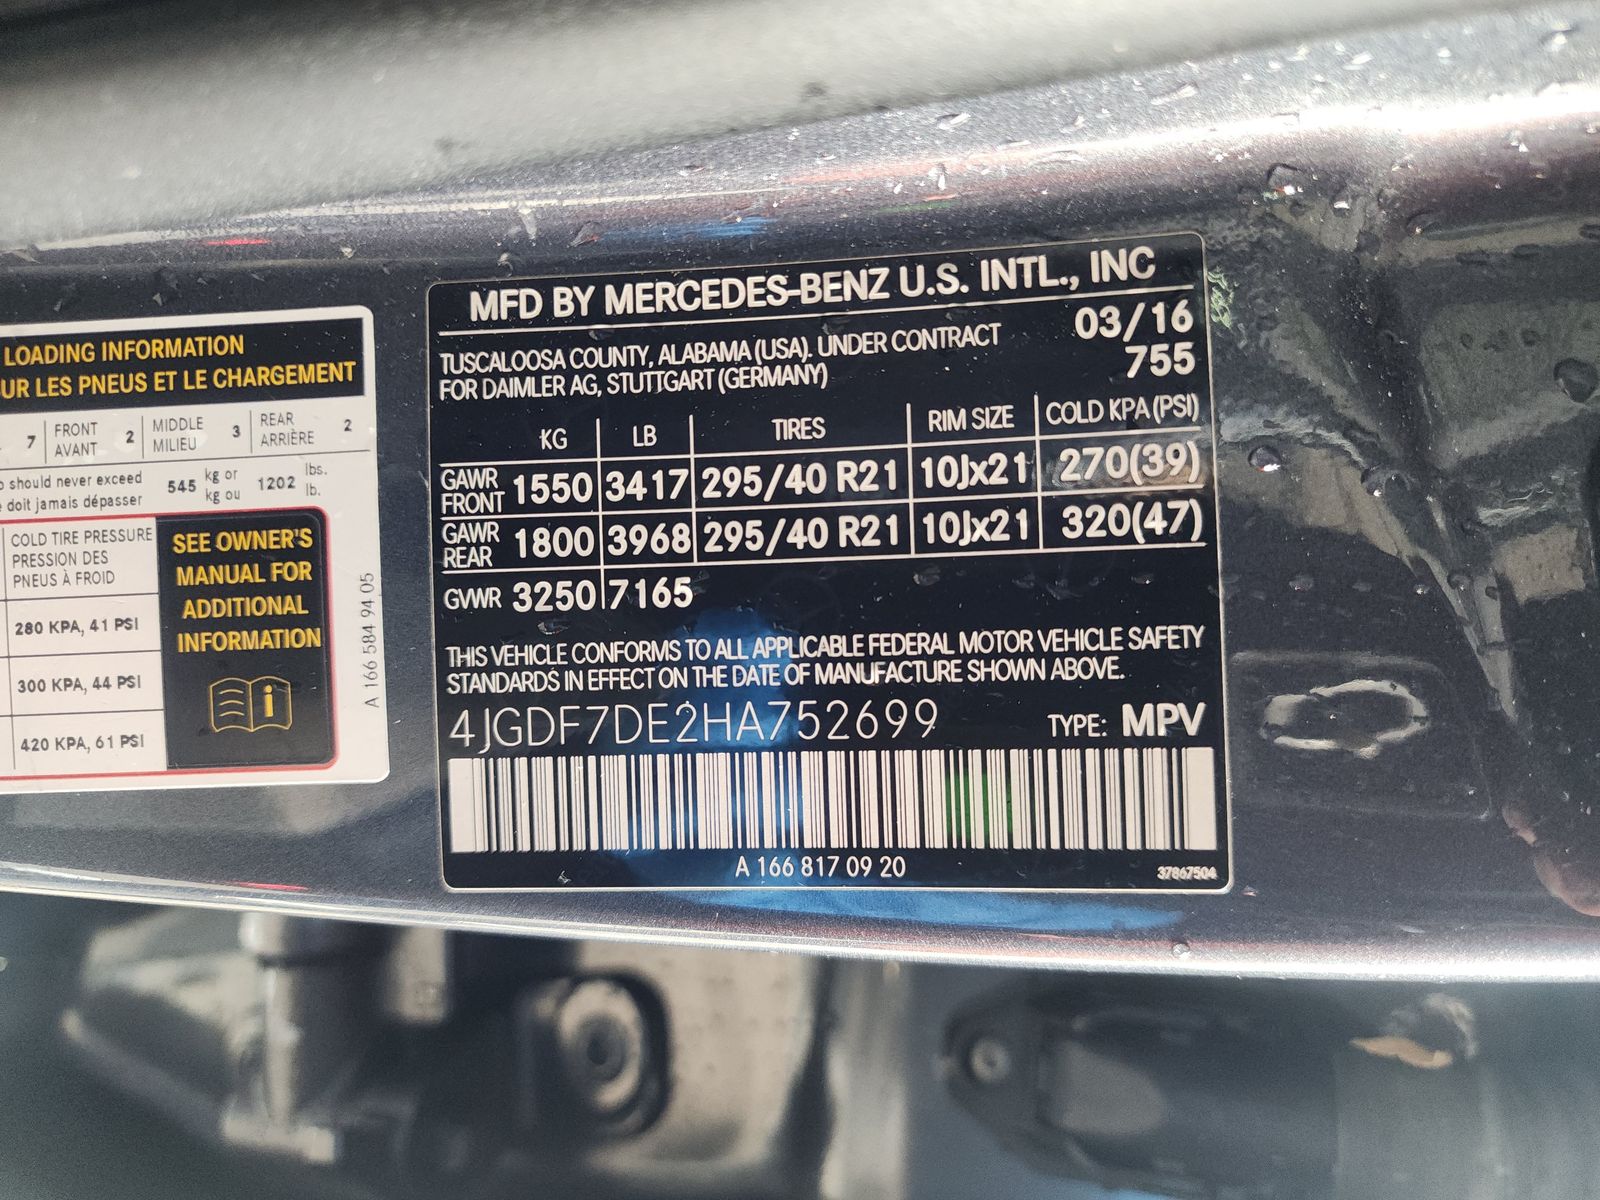 LOADING INFORMATION
UR LES PNEUS ET LE CHARGEMENT
7 FRONT AVANT 2 MIDDLE MILIEU 3 REAR ARRIÈRE 2
should never exceed 545 kg or 1202 lbs.
doit jamais dépasser kg ou lb.
COLD TIRE PRESSURE
PRESSION DES
PNEUS À FROID
280 KPA, 41 PSI
300 KPA, 44 PSI
420 KPA, 61 PSI
SEE OWNER'S
MANUAL FOR
ADDITIONAL
INFORMATION
A 166 584 94 05
MFD BY MERCEDES-BENZ U.S. INTL., INC
TUSCALOOSA COUNTY, ALABAMA (USA). UNDER CONTRACT
FOR DAIMLER AG, STUTTGART (GERMANY)
03/16
755
KG LB TIRES RIM SIZE COLD KPA (PSI)
GAWR FRONT 1550 3417 295/40 R21 10Jx21 270(39)
GAWR REAR 1800 3968 295/40 R21 10Jx21 320(47)
GVWR 3250 7165
THIS VEHICLE CONFORMS TO ALL APPLICABLE FEDERAL MOTOR VEHICLE SAFETY
STANDARDS IN EFFECT ON THE DATE OF MANUFACTURE SHOWN ABOVE.
4JGDF7DE2HA752699 TYPE: MPV
A 166 817 09 20
37867504